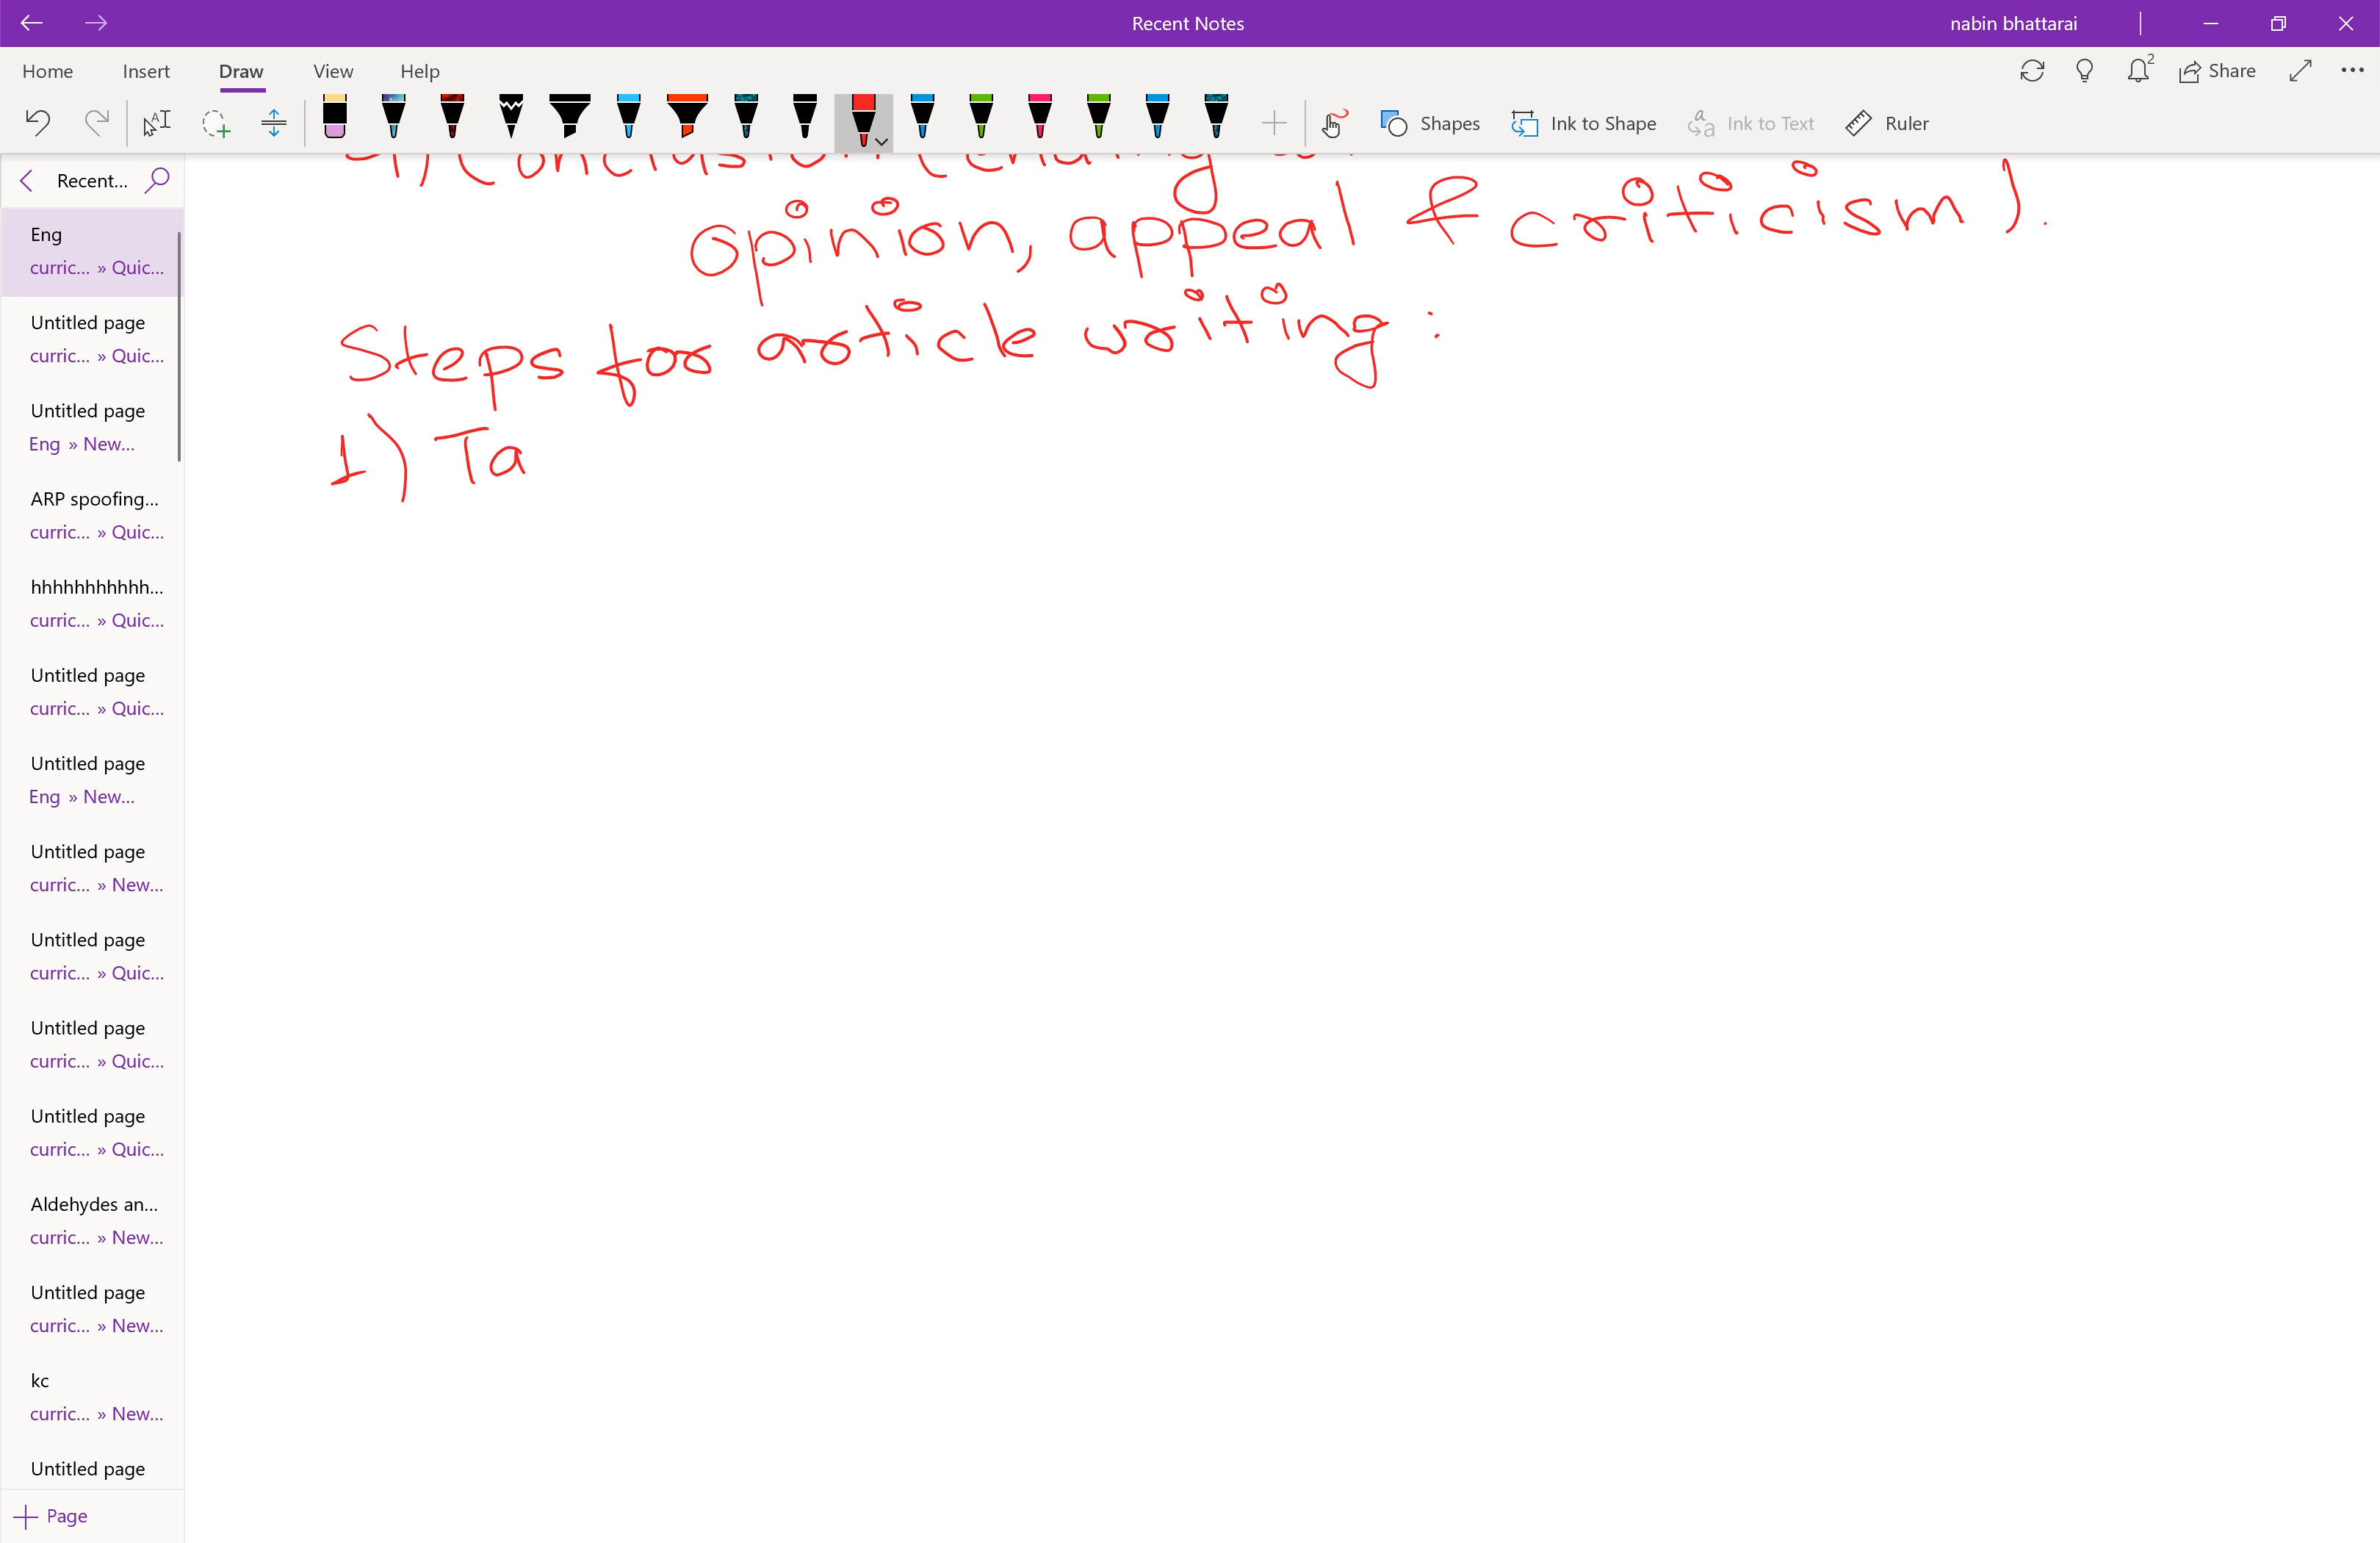 Recent Notes
nabin bhattarai
Home Insert Draw View Help
2 Share
Shapes Ink to Shape Ink to Text Ruler
Recent...
Eng
curric... » Quic...
Untitled page
curric... » Quic...
Untitled page
Eng » New...
ARP spoofing...
curric... » Quic...
hhhhhhhhhhh...
curric... » Quic...
Untitled page
curric... » Quic...
Untitled page
Eng » New...
Untitled page
curric... » New...
Untitled page
curric... » Quic...
Untitled page
curric... » Quic...
Untitled page
curric... » Quic...
Aldehydes an...
curric... » New...
Untitled page
curric... » New...
kc
curric... » New...
Untitled page
Page
Conclusion (ending
opinion, appeal & criticism).
Steps for article writing:
1) Ta